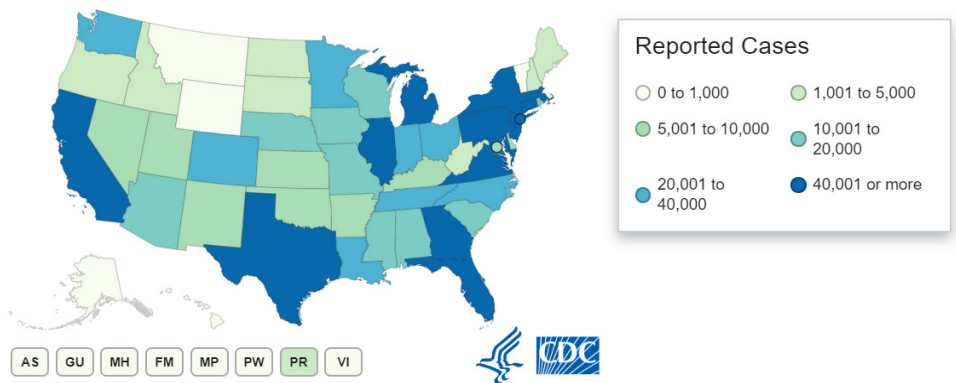 Reported Cases
0 to 1,000
1,001 to 5,000
5,001 to 10,000
10,001 to
20,000
20,001 to
40,000
40,001 or more
AS GU MH FM MP PW PR VI
CDC